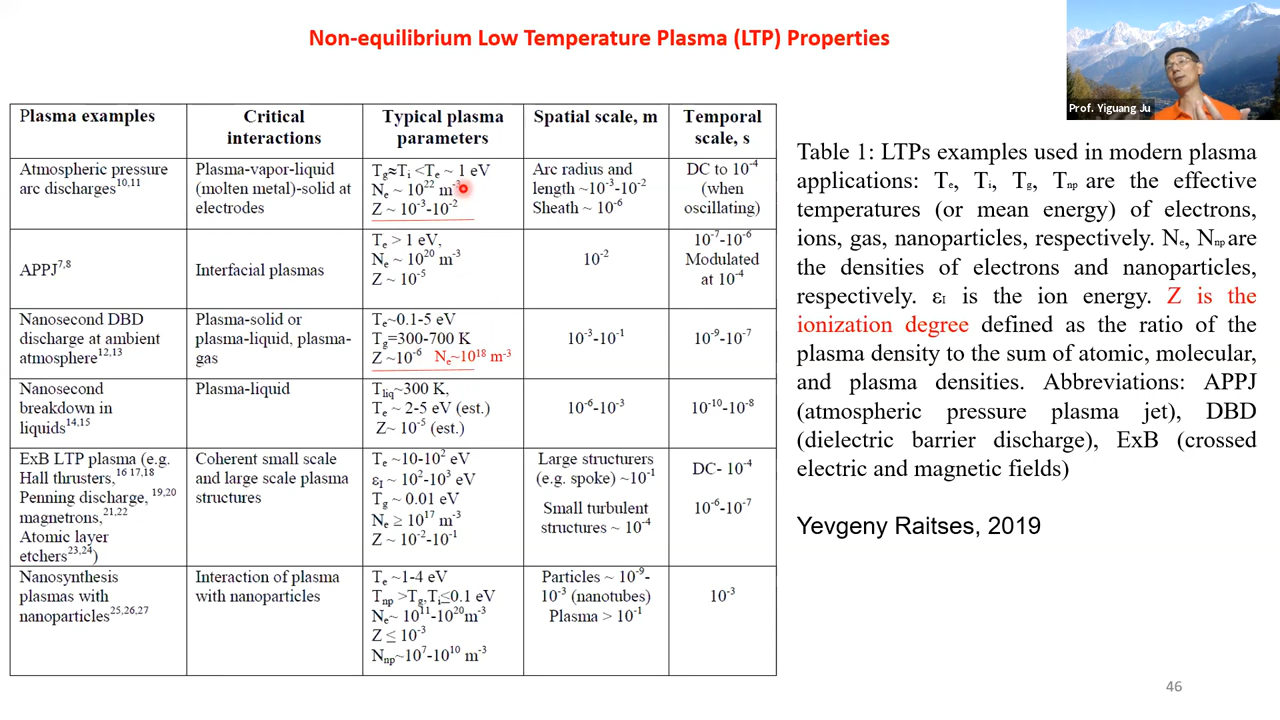 Non-equilibrium Low Temperature Plasma (LTP) Properties
Prof. Yiguang Ju
Plasma examples
Critical
interactions
Typical plasma
parameters
Spatial scale, m
Temporal
scale, s
Atmospheric pressure
arc discharges10,11
Plasma-vapor-liquid
(molten metal)-solid at
electrodes
Tg≈Ti <Te ~ 1 eV
Ne ~ 10²² m⁻³
Z ~ 10⁻³-10⁻²
Arc radius and
length ~10⁻³-10⁻²
Sheath ~ 10⁻⁶
DC to 10⁻⁴
(when
oscillating)
APPJ7,8
Interfacial plasmas
Te > 1 eV,
Ne ~ 10²⁰ m⁻³
Z ~ 10⁻⁵
10⁻²
10⁻⁷-10⁻⁶
Modulated
at 10⁻⁴
Nanosecond DBD
discharge at ambient
atmosphere12,13
Plasma-solid or
plasma-liquid, plasma-
gas
Te~0.1-5 eV
Tg=300-700 K
Z ~10⁻⁶ Ne~10¹⁸ m⁻³
10⁻³-10⁻¹
10⁻⁹-10⁻⁷
Nanosecond
breakdown in
liquids14,15
Plasma-liquid
Tliq~300 K,
Te ~ 2-5 eV (est.)
Z~ 10⁻⁵ (est.)
10⁻⁶-10⁻³
10⁻¹⁰-10⁻⁸
ExB LTP plasma (e.g.
Hall thrusters,16 17,18
Penning discharge, 19,20
magnetrons,21,22
Atomic layer
etchers23,24)
Coherent small scale
and large scale plasma
structures
Te ~10-10² eV
εI ~ 10²-10³ eV
Tg ~ 0.01 eV
Ne ≥ 10¹⁷ m⁻³
Z ~ 10⁻²-10⁻¹
Large structurers
(e.g. spoke) ~10⁻¹
Small turbulent
structures ~ 10⁻⁴
DC- 10⁻⁴
10⁻⁶-10⁻⁷
Nanosynthesis
plasmas with
nanoparticles25,26,27
Interaction of plasma
with nanoparticles
Te ~1-4 eV
Tnp >Tg,Ti≤0.1 eV
Ne~ 10¹¹-10²⁰m⁻³
Z ≤ 10⁻³
Nnp~10⁷-10¹⁰ m⁻³
Particles ~ 10⁻⁹-
10⁻³ (nanotubes)
Plasma > 10⁻¹
10⁻³
Table 1: LTPs examples used in modern plasma
applications: Te, Ti, Tg, Tnp are the effective
temperatures (or mean energy) of electrons,
ions, gas, nanoparticles, respectively. Ne, Nnp are
the densities of electrons and nanoparticles,
respectively. εI is the ion energy. Z is the
ionization degree defined as the ratio of the
plasma density to the sum of atomic, molecular,
and plasma densities. Abbreviations: APPJ
(atmospheric pressure plasma jet), DBD
(dielectric barrier discharge), ExB (crossed
electric and magnetic fields)
Yevgeny Raitses, 2019
46